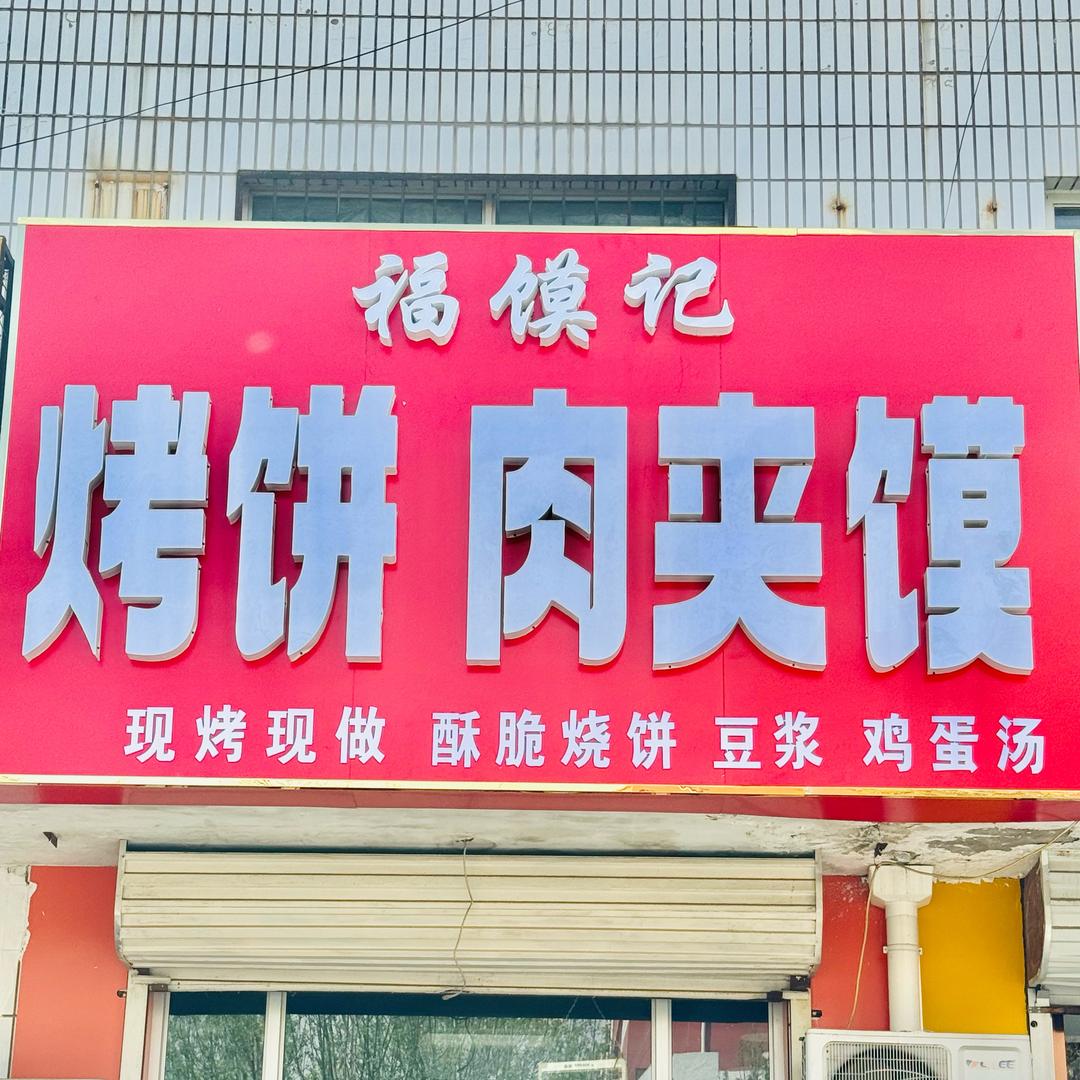 福馍记
烤饼 肉夹馍
现烤现做 酥脆烧饼 豆浆 鸡蛋汤